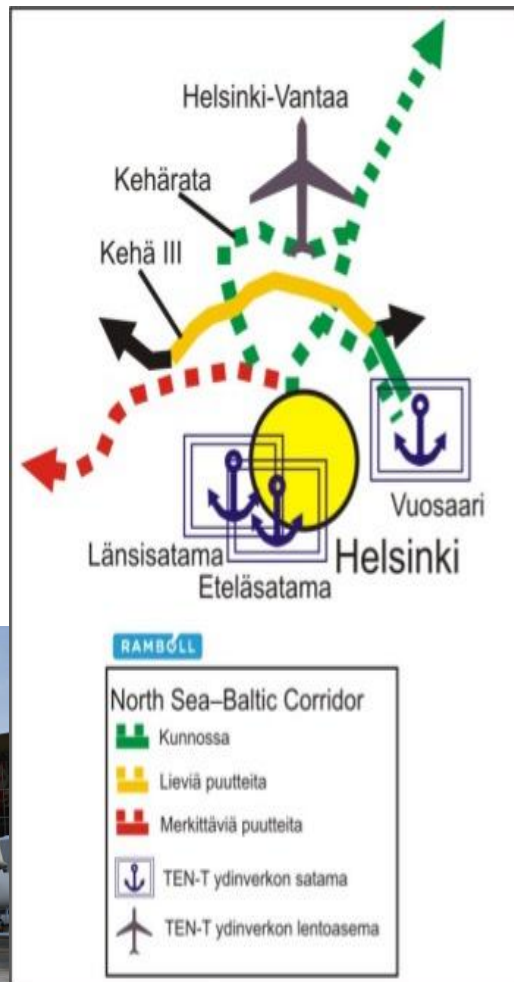 Helsinki-Vantaa
Kehärata
Kehä III
Vuosaari
Länsisatama
Helsinki
Eteläsatama
RAMBOLL
North Sea–Baltic Corridor
Kunnossa
Lieviä puutteita
Merkittäviä puutteita
TEN-T ydinverkon satama
TEN-T ydinverkon lentoasema